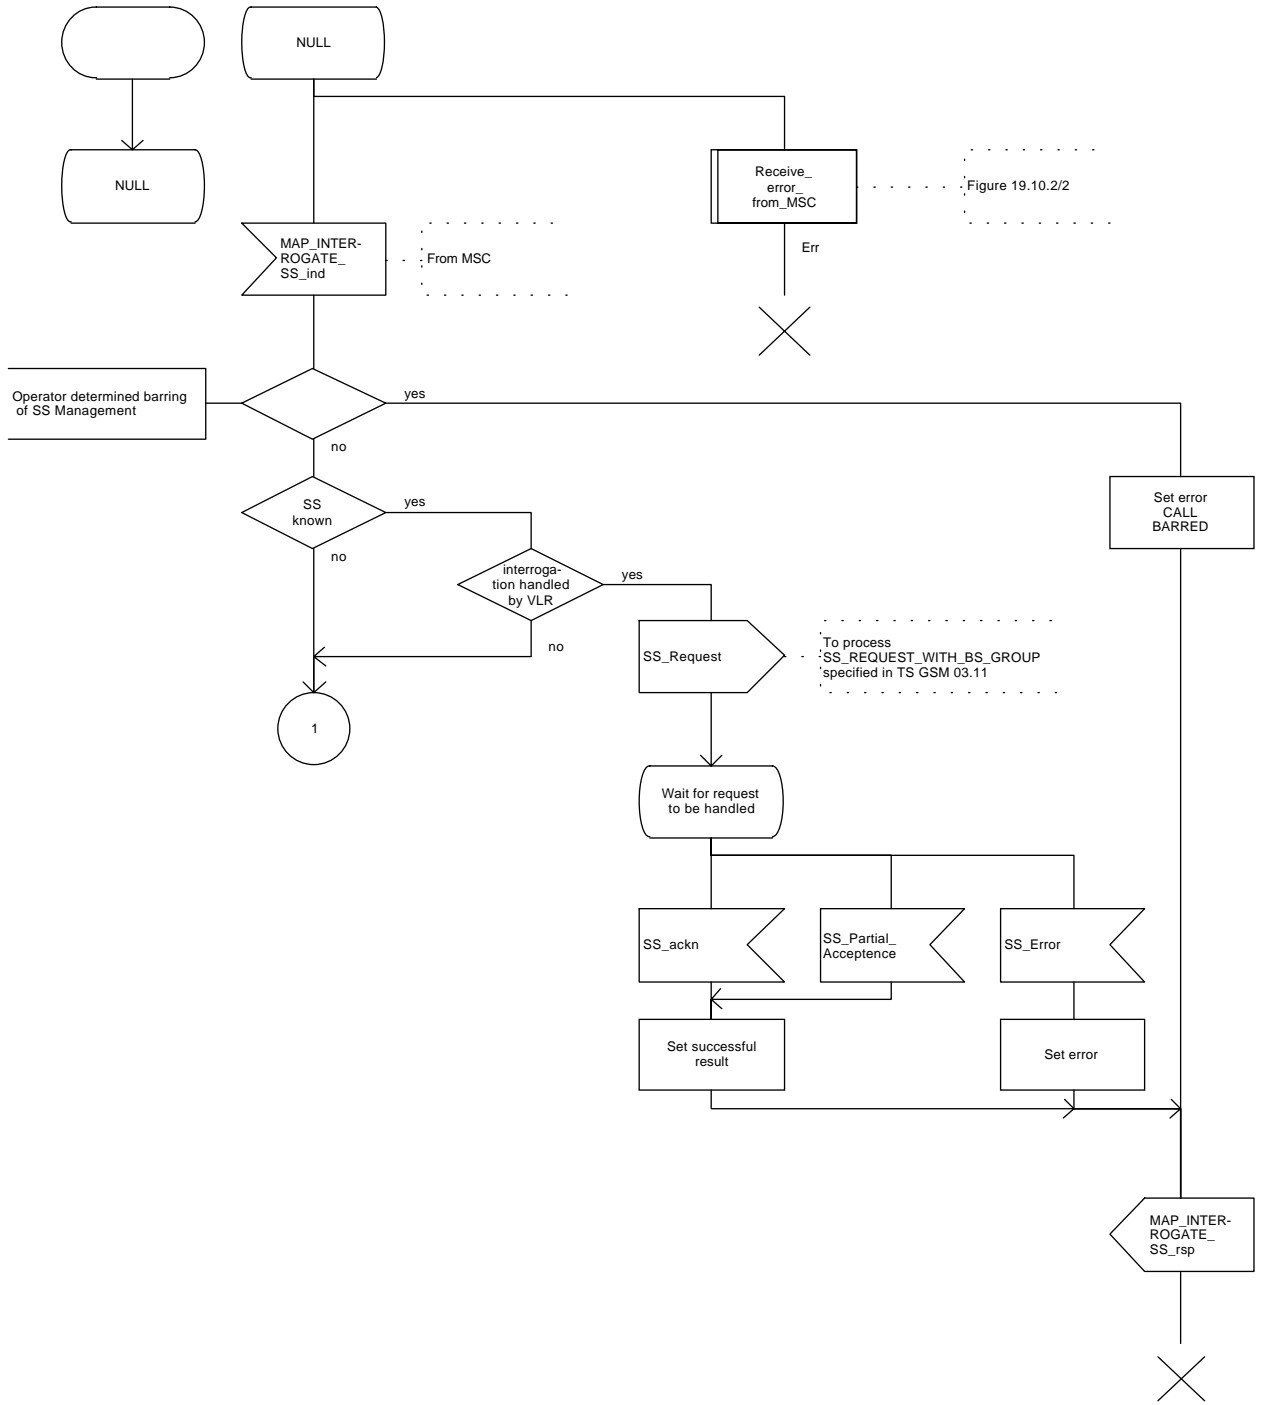 NULL
NULL
Receive_
error_
from_MSC
Figure 19.10.2/2
MAP_INTER-
ROGATE_
SS_ind
From MSC
Err
Operator determined barring
of SS Management
yes
no
SS
known
yes
no
Set error
CALL
BARRED
interroga-
tion handled
by VLR
yes
no
SS_Request
To process
SS_REQUEST_WITH_BS_GROUP
specified in TS GSM 03.11
1
Wait for request
to be handled
SS_ackn
SS_Partial_
Acceptence
SS_Error
Set successful
result
Set error
MAP_INTER-
ROGATE_
SS_rsp